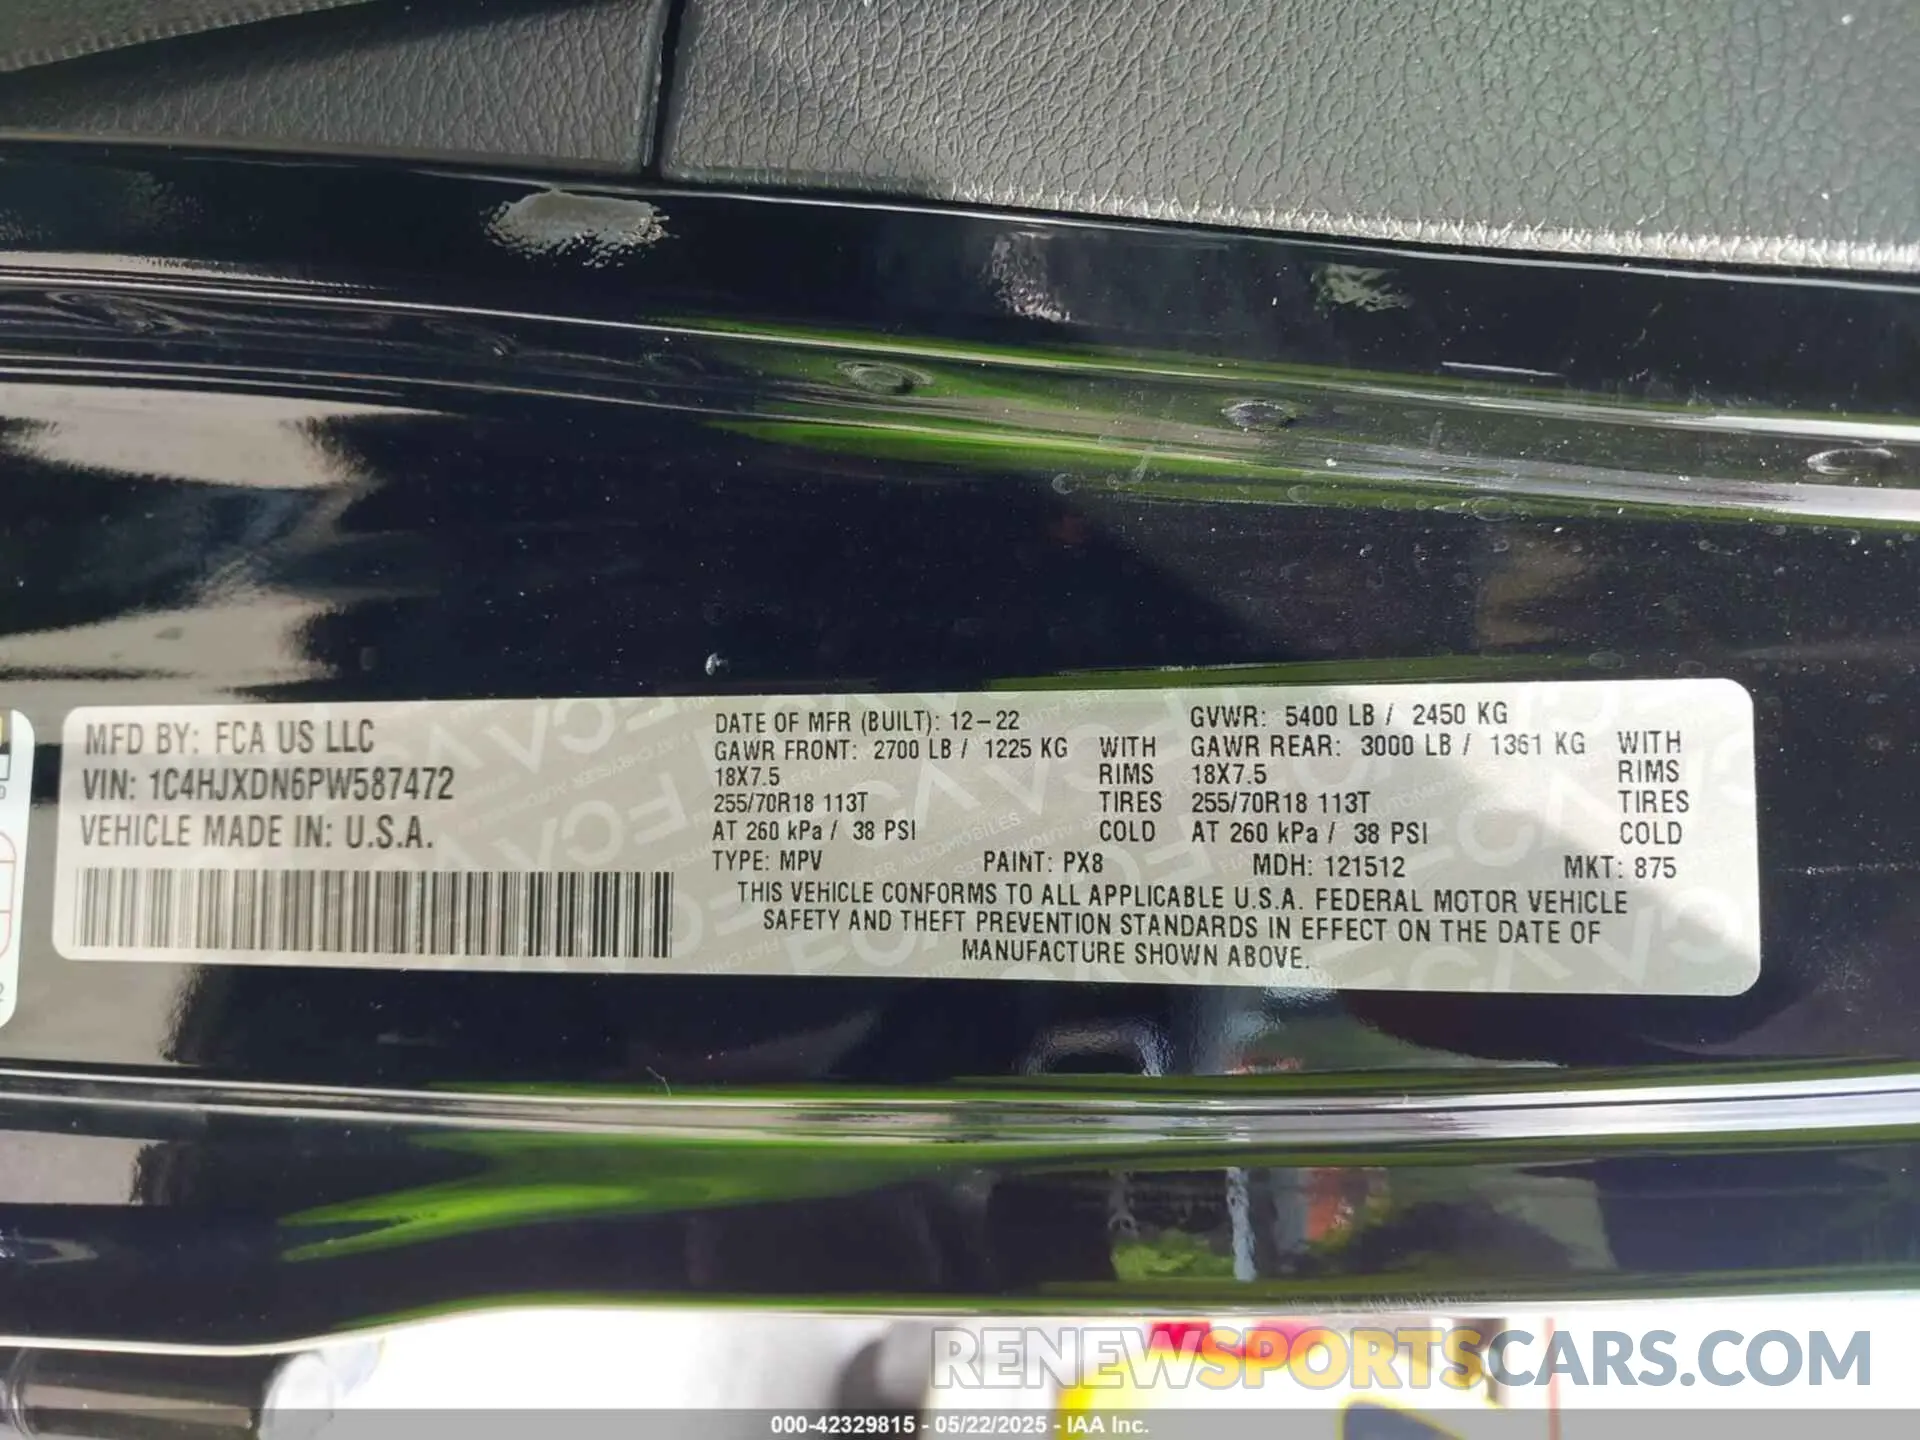 MFD BY: FCA US LLC
VIN: 1C4HJXDN6PW587472
VEHICLE MADE IN: U.S.A.
DATE OF MFR (BUILT): 12-22 GVWR: 5400 LB / 2450 KG
GAWR FRONT: 2700 LB / 1225 KG WITH GAWR REAR: 3000 LB / 1361 KG WITH
18X7.5 RIMS 18X7.5 RIMS
255/70R18 113T TIRES 255/70R18 113T TIRES
AT 260 kPa / 38 PSI COLD AT 260 kPa / 38 PSI COLD
TYPE: MPV PAINT: PX8 MDH: 121512 MKT: 875
THIS VEHICLE CONFORMS TO ALL APPLICABLE U.S.A. FEDERAL MOTOR VEHICLE
SAFETY AND THEFT PREVENTION STANDARDS IN EFFECT ON THE DATE OF
MANUFACTURE SHOWN ABOVE.
RENEWSPORTSCARS.COM
000-42329815 - 05/22/2025 - IAA Inc.